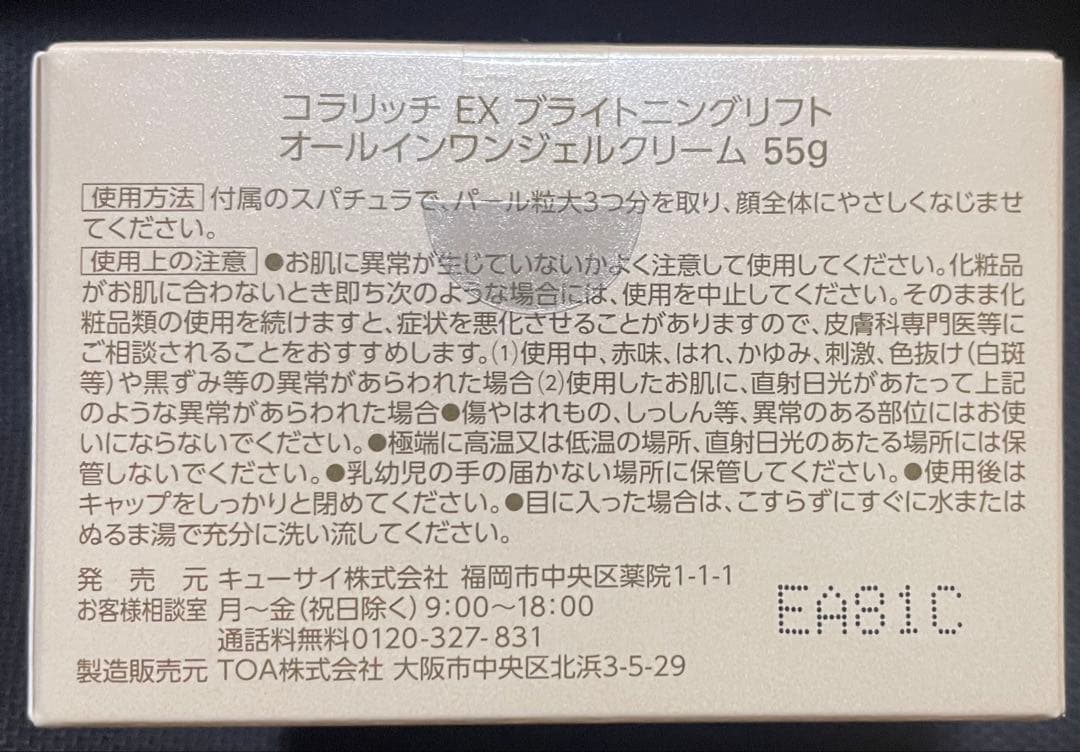 コラリッチ EX ブライトニングリフト
オールインワンジェルクリーム 55g
使用方法 付属のスパチュラで、パール粒大3つ分を取り、顔全体にやさしくなじませ
てください。
使用上の注意 ●お肌に異常が生じていないかよく注意して使用してください。化粧品
がお肌に合わないとき即ち次のような場合には、使用を中止してください。そのまま化
粧品類の使用を続けますと、症状を悪化させることがありますので、皮膚科専門医等に
ご相談されることをおすすめします。(1)使用中、赤味、はれ、かゆみ、刺激、色抜け(白斑
等)や黒ずみ等の異常があらわれた場合(2)使用したお肌に、直射日光があたって上記
のような異常があらわれた場合●傷やはれもの、しっしん等、異常のある部位にはお使
いにならないでください。●極端に高温又は低温の場所、直射日光のあたる場所には保
管しないでください。●乳幼児の手の届かない場所に保管してください。●使用後は
キャップをしっかりと閉めてください。●目に入った場合は、こすらずにすぐに水または
ぬるま湯で充分に洗い流してください。
発売元 キューサイ株式会社 福岡市中央区薬院1-1-1
お客様相談室 月～金(祝日除く)9:00～18:00
通話料無料0120-327-831
製造販売元 TOA株式会社 大阪市中央区北浜3-5-29
EA81C